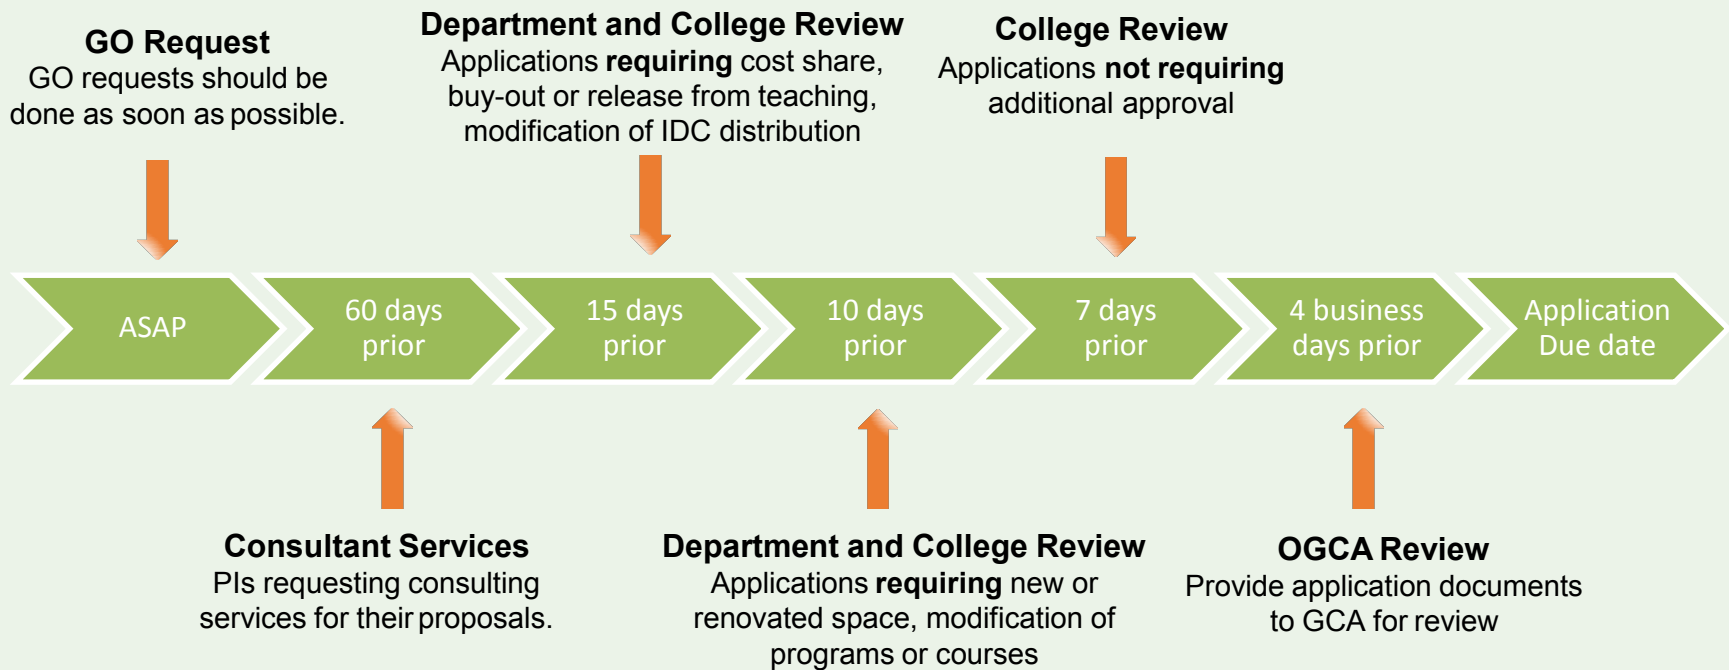 GO Request
GO requests should be
done as soon as possible.
Department and College Review
Applications requiring cost share,
buy-out or release from teaching,
modification of IDC distribution
College Review
Applications not requiring
additional approval
ASAP
60 days
prior
15 days
prior
10 days
prior
7 days
prior
4 business
days prior
Application
Due date
Consultant Services
PIs requesting consulting
services for their proposals.
Department and College Review
Applications requiring new or
renovated space, modification of
programs or courses
OGCA Review
Provide application documents
to GCA for review